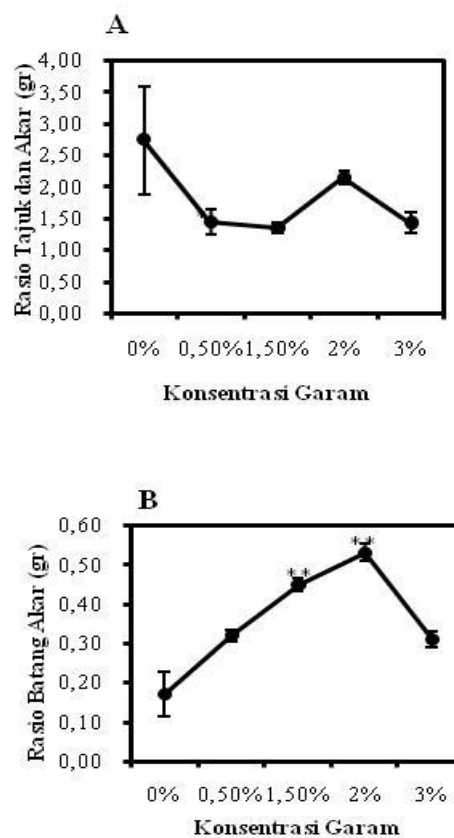 A
Rasio Tajuk dan Akar (gr)
4,00
3,50
3,00
2,50
2,00
1,50
1,00
0,50
0,00
0% 0,50% 1,50% 2% 3%
Konsentrasi Garam
B
Rasio Batang Akar (gr)
0,60
0,50
0,40
0,30
0,20
0,10
0,00
** **
0% 0,50% 1,50% 2% 3%
Konsentrasi Garam